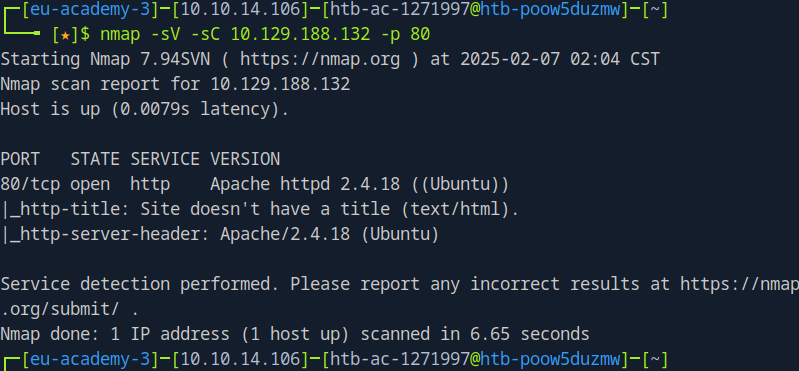 ┌─[eu-academy-3]─[10.10.14.106]─[htb-ac-1271997@htb-poow5duzmw]─[~]
└──╼ [★]$ nmap -sV -sC 10.129.188.132 -p 80
Starting Nmap 7.94SVN ( https://nmap.org ) at 2025-02-07 02:04 CST
Nmap scan report for 10.129.188.132
Host is up (0.0079s latency).
PORT   STATE SERVICE VERSION
80/tcp open  http    Apache httpd 2.4.18 ((Ubuntu))
|_http-title: Site doesn't have a title (text/html).
|_http-server-header: Apache/2.4.18 (Ubuntu)
Service detection performed. Please report any incorrect results at https://nmap
.org/submit/ .
Nmap done: 1 IP address (1 host up) scanned in 6.65 seconds
┌─[eu-academy-3]─[10.10.14.106]─[htb-ac-1271997@htb-poow5duzmw]─[~]